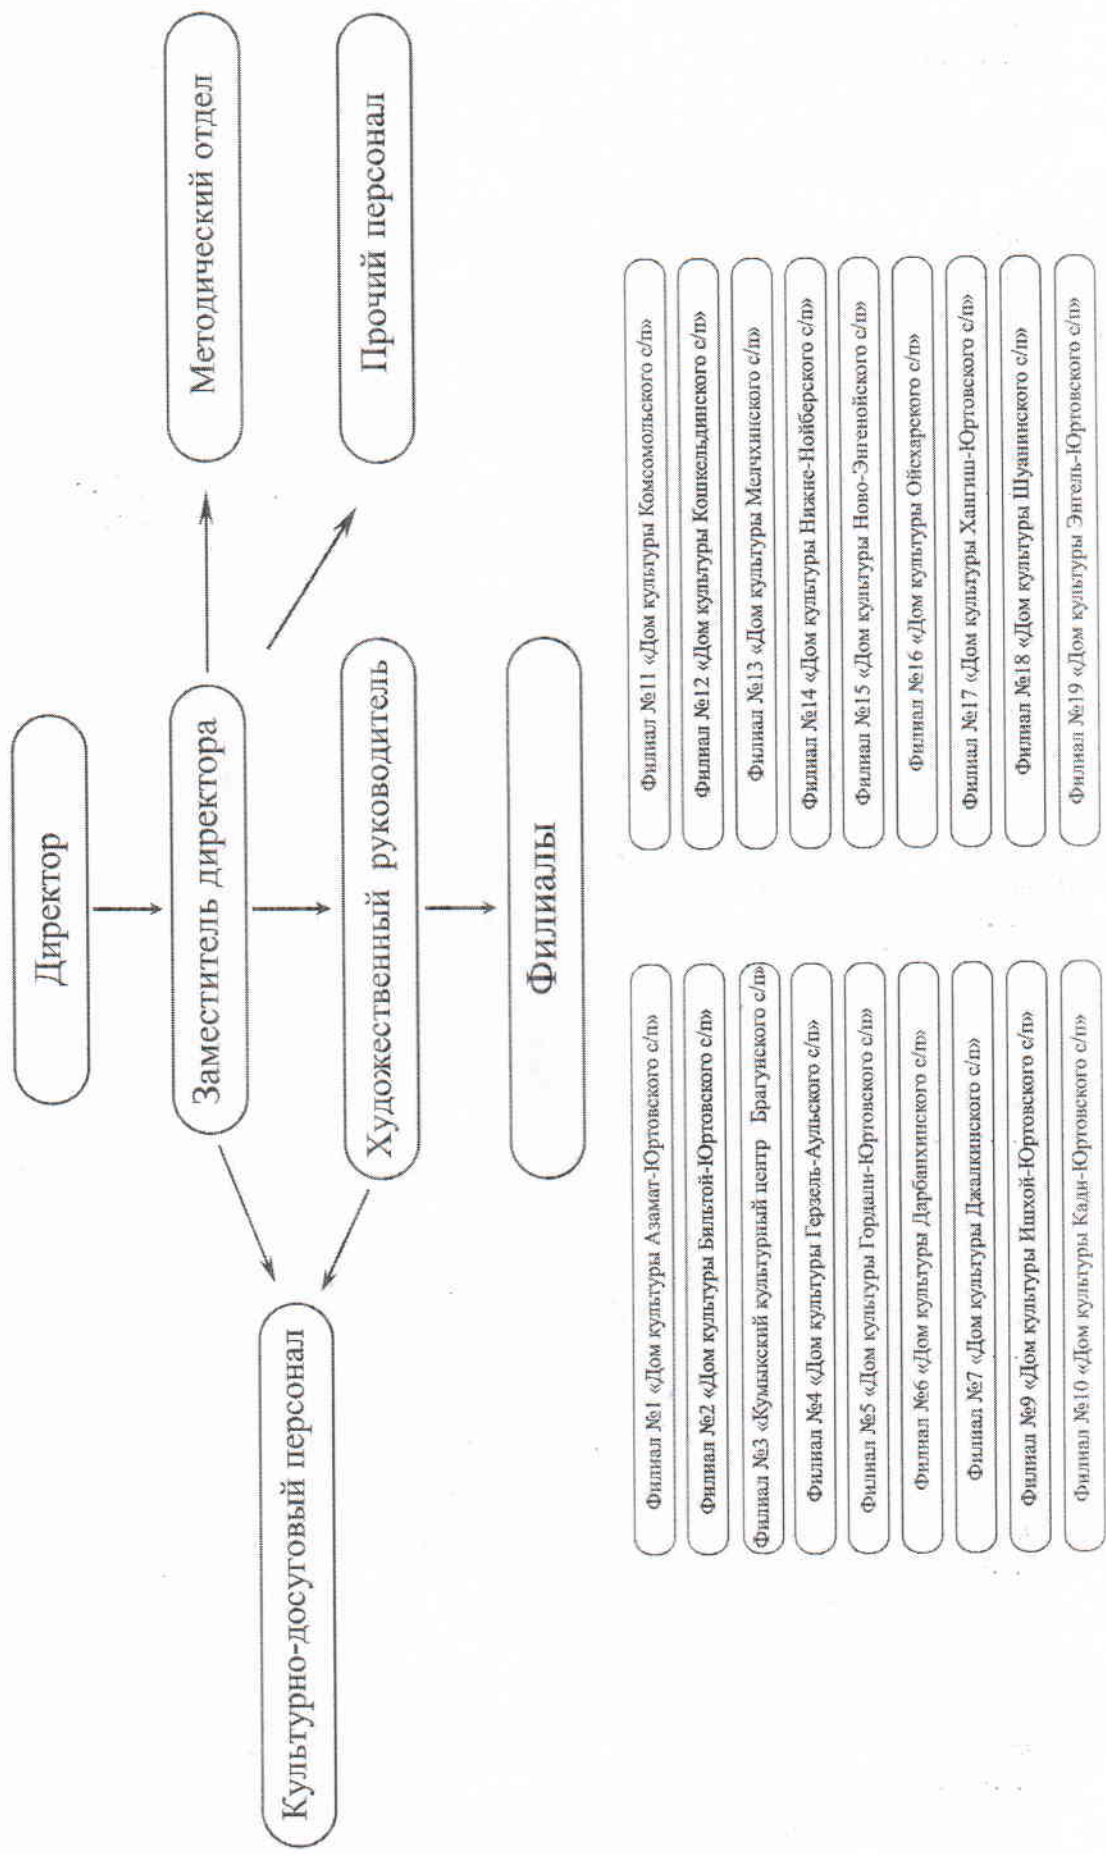 Директор
Заместитель директора
Методический отдел
Культурно-досуговый персонал
Художественный руководитель
Прочий персонал
Филиалы
Филиал №1 «Дом культуры Азамат-Юртовского с/п»
Филиал №2 «Дом культуры Бильтой-Юртовского с/п»
Филиал №3 «Кумыкский культурный центр Брагунского с/п»
Филиал №4 «Дом культуры Герзель-Аульского с/п»
Филиал №5 «Дом культуры Гордали-Юртовского с/п»
Филиал №6 «Дом культуры Дарбанхинского с/п»
Филиал №7 «Дом культуры Джалкинского с/п»
Филиал №9 «Дом культуры Ишхой-Юртовского с/п»
Филиал №10 «Дом культуры Кади-Юртовского с/п»
Филиал №11 «Дом культуры Комсомольского с/п»
Филиал №12 «Дом культуры Кошкельдинского с/п»
Филиал №13 «Дом культуры Мелчхинского с/п»
Филиал №14 «Дом культуры Нижне-Нойберского с/п»
Филиал №15 «Дом культуры Ново-Энгенойского с/п»
Филиал №16 «Дом культуры Ойсхарского с/п»
Филиал №17 «Дом культуры Хангиш-Юртовского с/п»
Филиал №18 «Дом культуры Шуанинского с/п»
Филиал №19 «Дом культуры Энгель-Юртовского с/п»